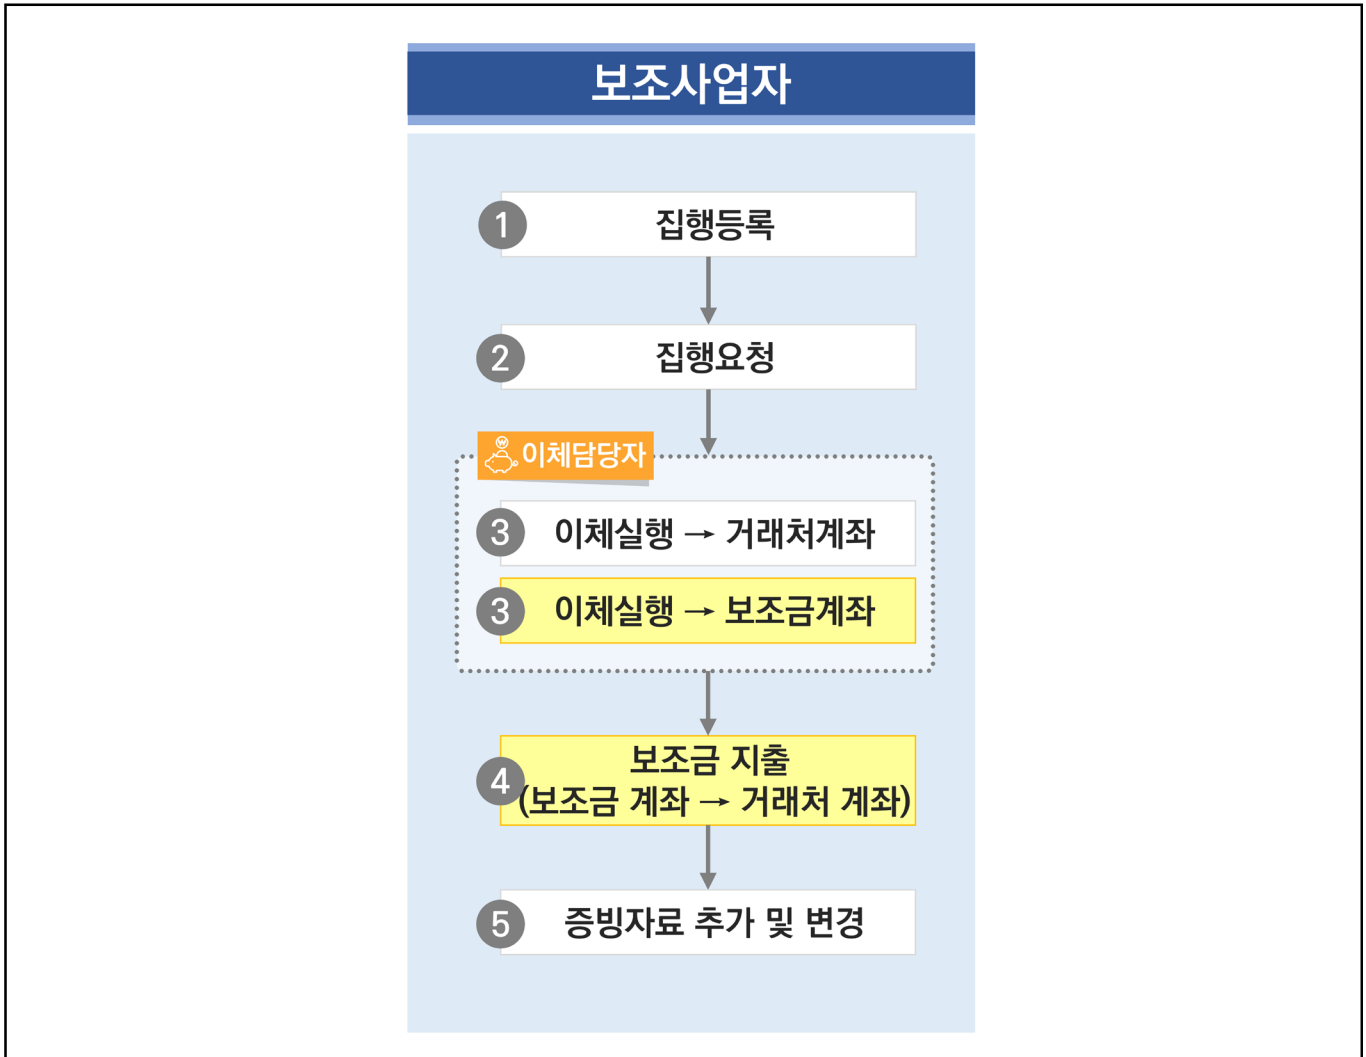 보조사업자
1 집행등록
2 집행요청
₩ 이체담당자
3 이체실행 → 거래처계좌
3 이체실행 → 보조금계좌
4 보조금 지출
(보조금 계좌 → 거래처 계좌)
5 증빙자료 추가 및 변경